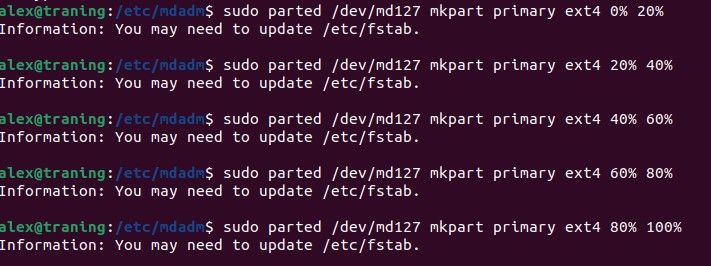 alex@traning:/etc/mdadm$ sudo parted /dev/md127 mkpart primary ext4 0% 20%
Information: You may need to update /etc/fstab.
alex@traning:/etc/mdadm$ sudo parted /dev/md127 mkpart primary ext4 20% 40%
Information: You may need to update /etc/fstab.
alex@traning:/etc/mdadm$ sudo parted /dev/md127 mkpart primary ext4 40% 60%
Information: You may need to update /etc/fstab.
alex@traning:/etc/mdadm$ sudo parted /dev/md127 mkpart primary ext4 60% 80%
Information: You may need to update /etc/fstab.
alex@traning:/etc/mdadm$ sudo parted /dev/md127 mkpart primary ext4 80% 100%
Information: You may need to update /etc/fstab.